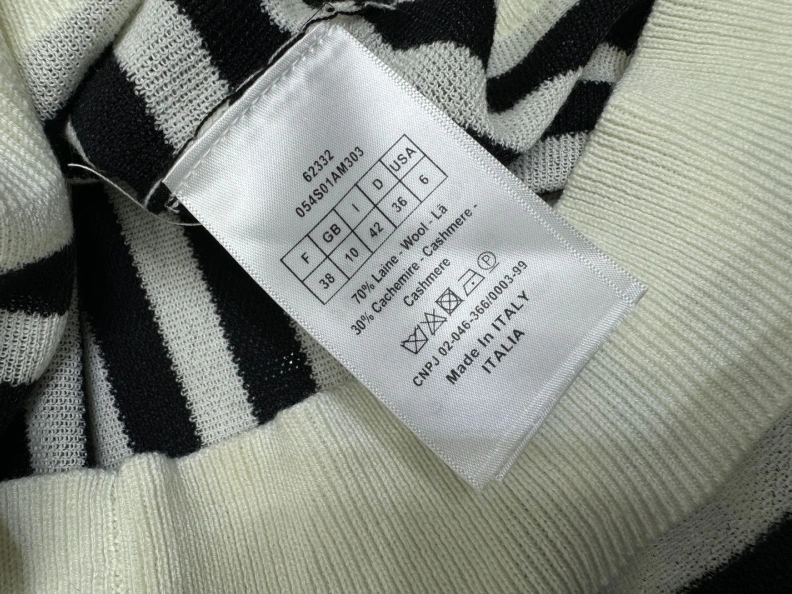 62332
054S01AM303
F GB I D USA
38 10 42 36 6
70% Laine - Wool - Lã
30% Cachemire - Cashmere -
Cashmere
P
CNPJ 02-046-366/0003-99
Made In ITALY
ITALIA